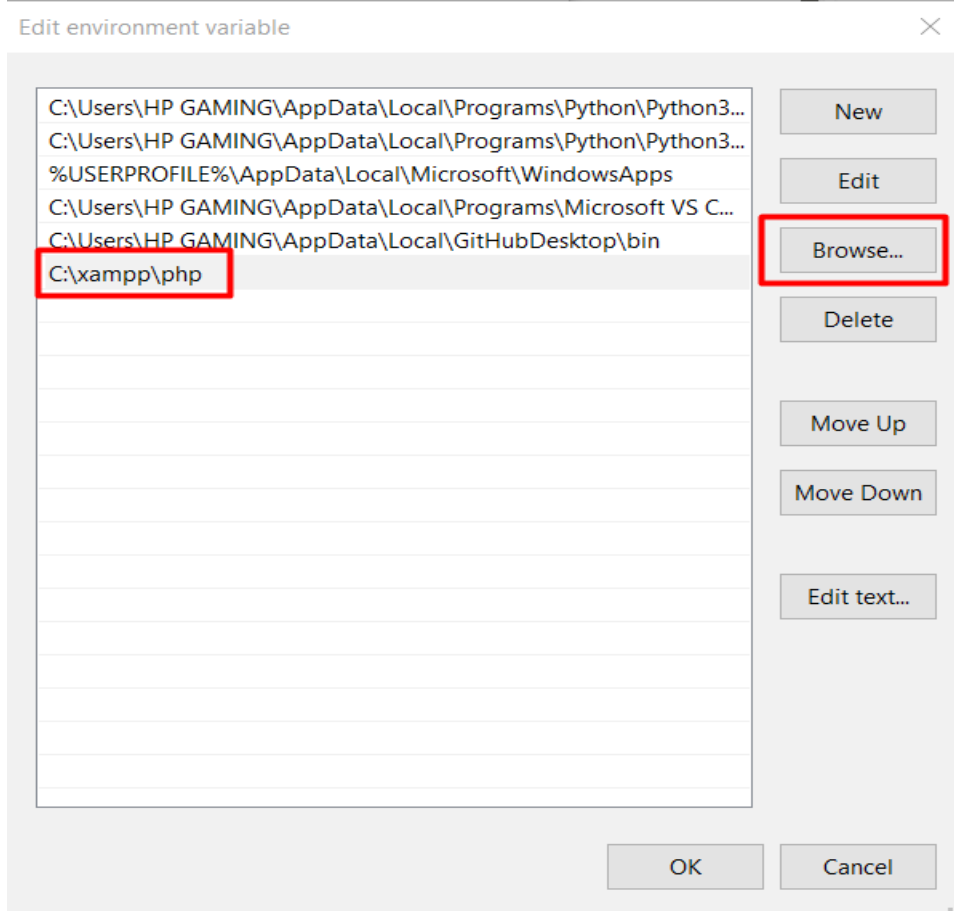 Edit environment variable
C:\Users\HP GAMING\AppData\Local\Programs\Python\Python3...
C:\Users\HP GAMING\AppData\Local\Programs\Python\Python3...
%USERPROFILE%\AppData\Local\Microsoft\WindowsApps
C:\Users\HP GAMING\AppData\Local\Programs\Microsoft VS C...
C:\Users\HP GAMING\AppData\Local\GitHubDesktop\bin
C:\xampp\php
New
Edit
Browse...
Delete
Move Up
Move Down
Edit text...
OK
Cancel